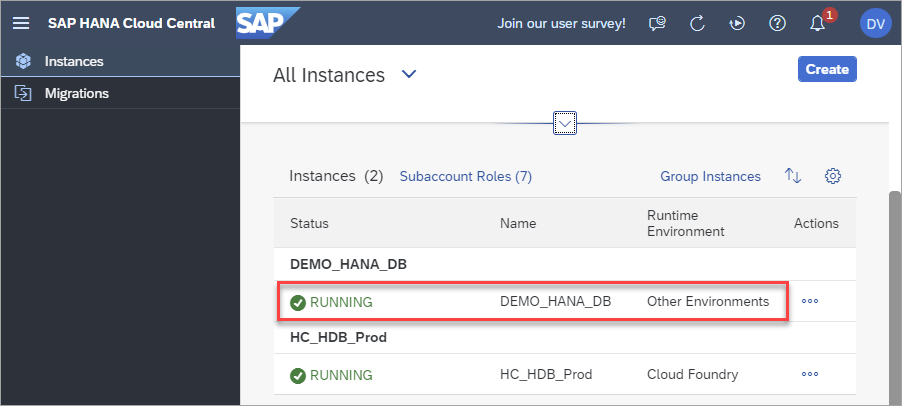 SAP HANA Cloud Central SAP Join our user survey! 1 DV
Instances
Migrations
All Instances Create
Instances (2) Subaccount Roles (7) Group Instances
Status Name Runtime Environment Actions
DEMO_HANA_DB
RUNNING DEMO_HANA_DB Other Environments
HC_HDB_Prod
RUNNING HC_HDB_Prod Cloud Foundry